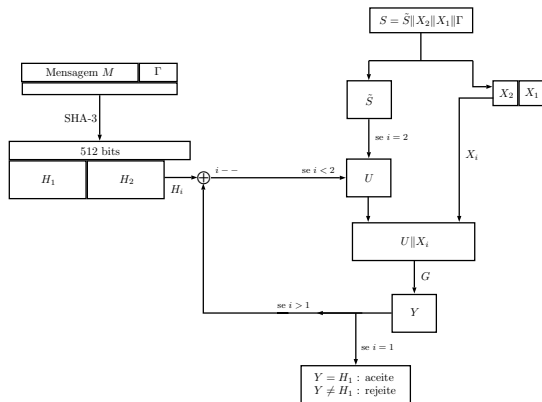 S = S̃‖X₂‖X₁‖Γ
Mensagem M Γ
SHA-3
512 bits
H₁ H₂
Hᵢ
i − −
se i < 2
S̃
se i = 2
X₂ X₁
Xᵢ
U
U‖Xᵢ
G
Y
se i > 1
se i = 1
Y = H₁ : aceite
Y ≠ H₁ : rejeite